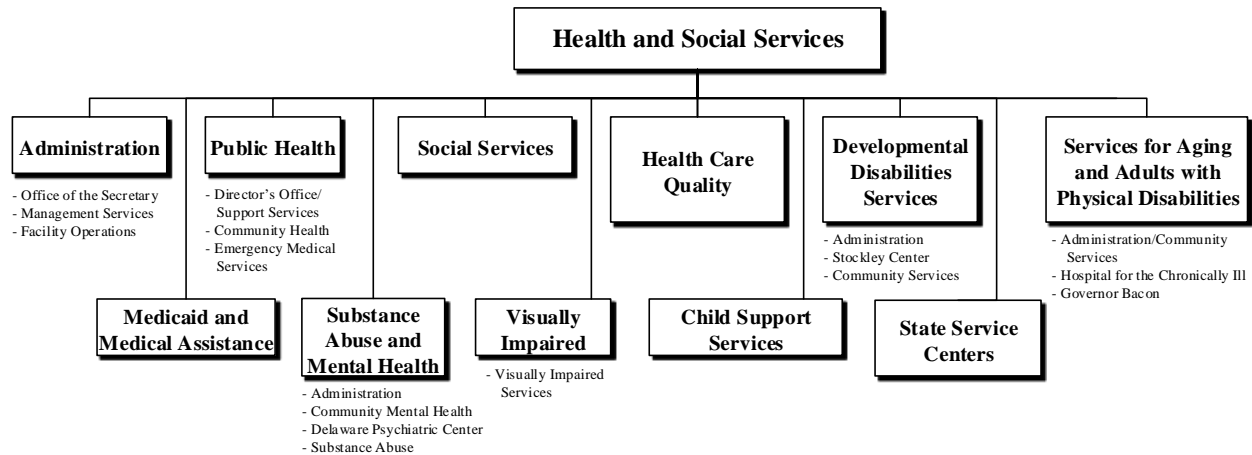 Health and Social Services
Administration
- Office of the Secretary
- Management Services
- Facility Operations
Public Health
- Director's Office/
Support Services
- Community Health
- Emergency Medical
Services
Social Services
Health Care
Quality
Developmental
Disabilities
Services
- Administration
- Stockley Center
- Community Services
Services for Aging
and Adults with
Physical Disabilities
- Administration/Community
Services
- Hospital for the Chronically Ill
- Governor Bacon
Medicaid and
Medical Assistance
Substance
Abuse and
Mental Health
- Administration
- Community Mental Health
- Delaware Psychiatric Center
- Substance Abuse
Visually
Impaired
- Visually Impaired
Services
Child Support
Services
State Service
Centers